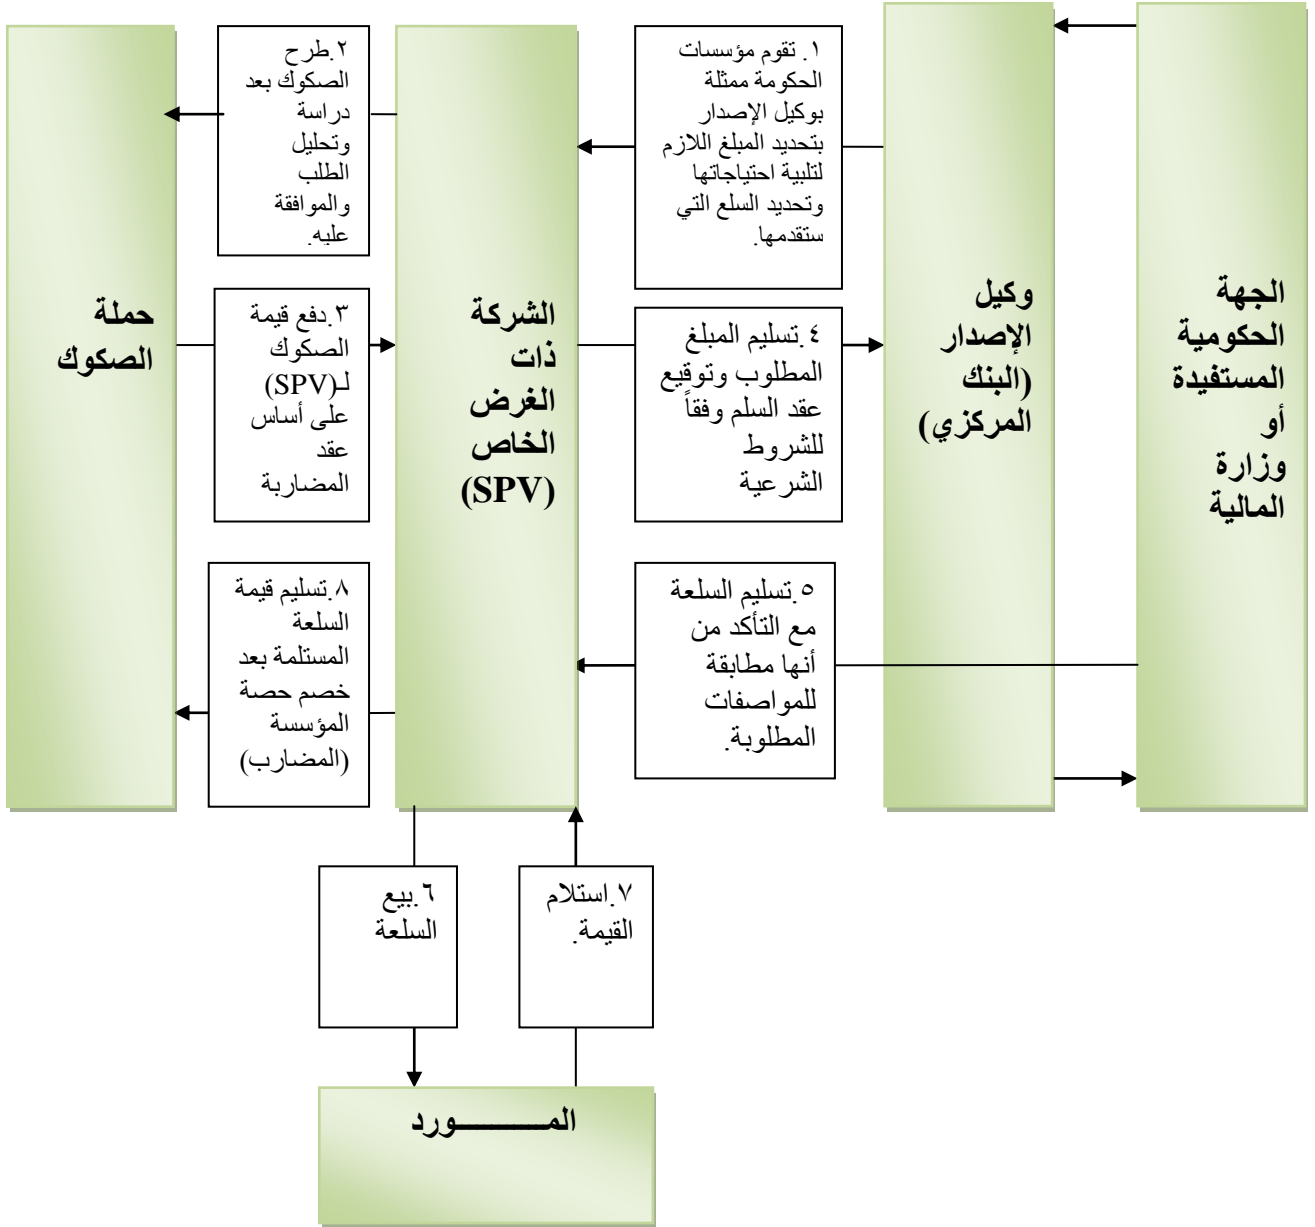 ١. تقوم مؤسسات
الحكومة ممثلة
بوكيل الإصدار
بتحديد المبلغ اللازم
لتلبية احتياجاتها
وتحديد السلع التي
ستقدمها.
٢.طرح
الصكوك بعد
دراسة
وتحليل
الطلب
والموافقة
عليه.
الجهة
الحكومية
المستفيدة
أو
وزارة
المالية
وكيل
الإصدار
(البنك
المركزي)
الشركة
ذات
الغرض
الخاص
(SPV)
حملة
الصكوك
٣.دفع قيمة
الصكوك
لـ(SPV)
على أساس
عقد
المضاربة
٤.تسليم المبلغ
المطلوب وتوقيع
عقد السلم وفقاً
للشروط
الشرعية
٥.تسليم السلعة
مع التأكد من
أنها مطابقة
للمواصفات
المطلوبة.
٨.تسليم قيمة
السلعة
المستلمة بعد
خصم حصة
المؤسسة
(المضارب)
٦.بيع
السلعة
٧.استلام
القيمة.
المـــــــــــورد